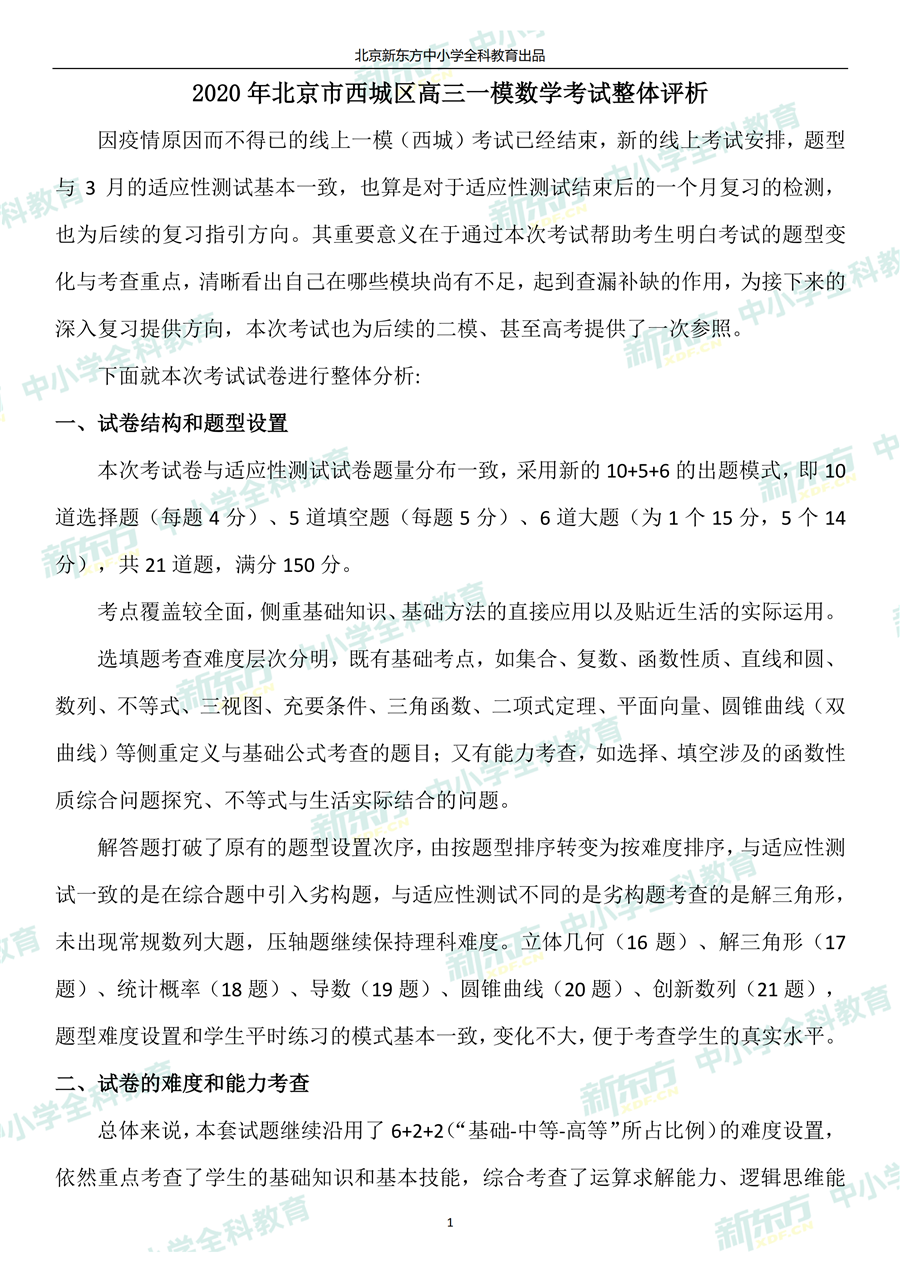 北京新东方中小学全科教育出品
2020 年北京市西城区高三一模数学考试整体评析
因疫情原因而不得已的线上一模（西城）考试已经结束，新的线上考试安排，题型
与 3 月的适应性测试基本一致，也算是对于适应性测试结束后的一个月复习的检测，
也为后续的复习指引方向。其重要意义在于通过本次考试帮助考生明白考试的题型变
化与考查重点，清晰看出自己在哪些模块尚有不足，起到查漏补缺的作用，为接下来的
深入复习提供方向，本次考试也为后续的二模、甚至高考提供了一次参照。
下面就本次考试试卷进行整体分析:
一、试卷结构和题型设置
本次考试卷与适应性测试试卷题量分布一致，采用新的 10+5+6 的出题模式，即 10
道选择题（每题 4 分）、5 道填空题（每题 5 分）、6 道大题（为 1 个 15 分，5 个 14
分），共 21 道题，满分 150 分。
考点覆盖较全面，侧重基础知识、基础方法的直接应用以及贴近生活的实际运用。
选填题考查难度层次分明，既有基础考点，如集合、复数、函数性质、直线和圆、
数列、不等式、三视图、充要条件、三角函数、二项式定理、平面向量、圆锥曲线（双
曲线）等侧重定义与基础公式考查的题目；又有能力考查，如选择、填空涉及的函数性
质综合问题探究、不等式与生活实际结合的问题。
解答题打破了原有的题型设置次序，由按题型排序转变为按难度排序，与适应性测
试一致的是在综合题中引入劣构题，与适应性测试不同的是劣构题考查的是解三角形，
未出现常规数列大题，压轴题继续保持理科难度。立体几何（16 题）、解三角形（17
题）、统计概率（18 题）、导数（19 题）、圆锥曲线（20 题）、创新数列（21 题），
题型难度设置和学生平时练习的模式基本一致，变化不大，便于考查学生的真实水平。
二、试卷的难度和能力考查
总体来说，本套试题继续沿用了 6+2+2（“基础-中等-高等”所占比例）的难度设置，
依然重点考查了学生的基础知识和基本技能，综合考查了运算求解能力、逻辑思维能
1